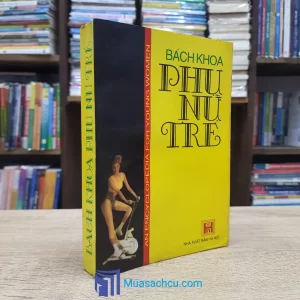 BÁCH KHOA
PHỤ
NỮ
TRẺ
AN ENCYCLOPEDIA FOR YOUNG WOMEN
BÁCH KHOA PHỤ NỮ TRẺ
Muasachcu.com